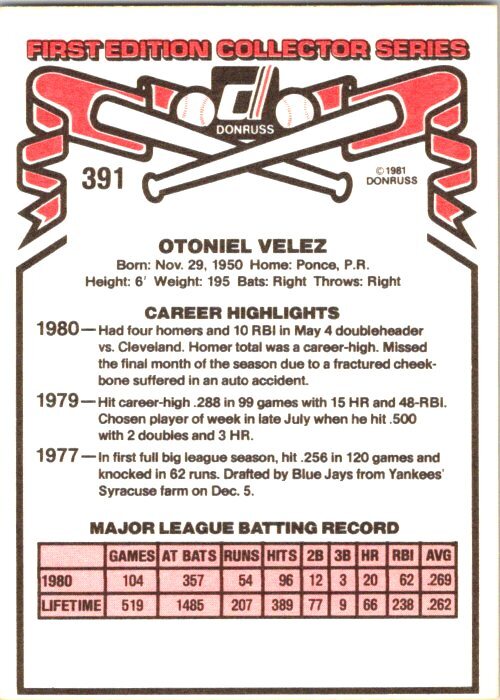 FIRST EDITION COLLECTOR SERIES
d
DONRUSS
391
© 1981
DONRUSS
OTONIEL VELEZ
Born: Nov. 29, 1950 Home: Ponce, P.R.
Height: 6' Weight: 195 Bats: Right Throws: Right
CAREER HIGHLIGHTS
1980—Had four homers and 10 RBI in May 4 doubleheader
vs. Cleveland. Homer total was a career-high. Missed
the final month of the season due to a fractured cheek-
bone suffered in an auto accident.
1979—Hit career-high .288 in 99 games with 15 HR and 48-RBI.
Chosen player of week in late July when he hit .500
with 2 doubles and 3 HR.
1977—In first full big league season, hit .256 in 120 games and
knocked in 62 runs. Drafted by Blue Jays from Yankees'
Syracuse farm on Dec. 5.
MAJOR LEAGUE BATTING RECORD
GAMES AT BATS RUNS HITS 2B 3B HR RBI AVG
1980 104 357 54 96 12 3 20 62 .269
LIFETIME 519 1485 207 389 77 9 66 238 .262